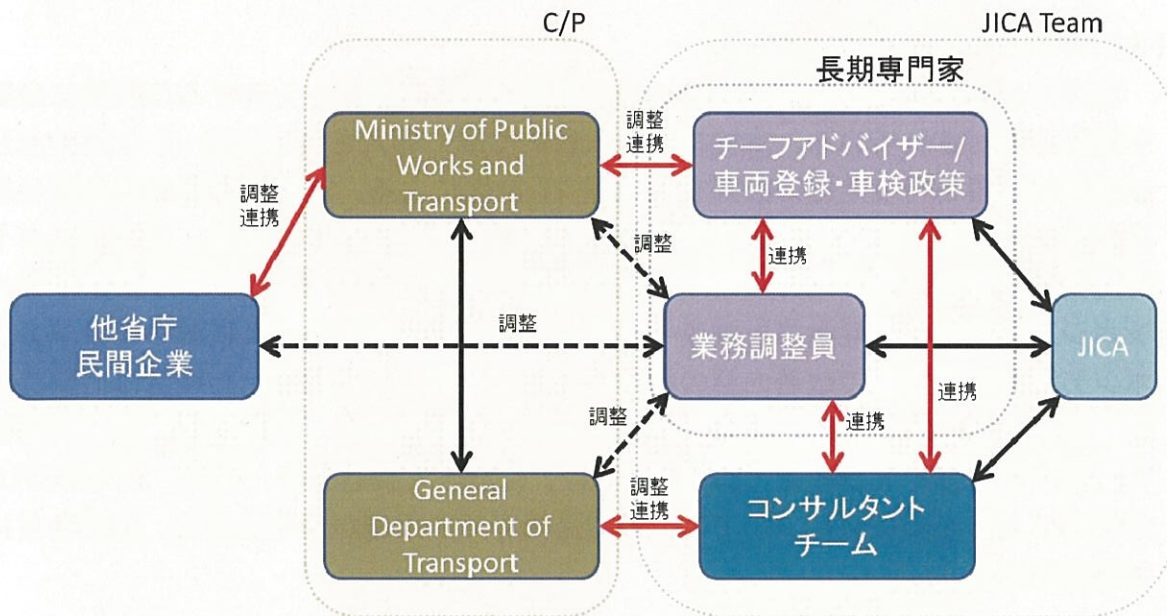 C/P
JICA Team
長期専門家
Ministry of Public
Works and
Transport
調整
連携
チーフアドバイザー/
車両登録・車検政策
調整
連携
調整
連携
他省庁
民間企業
調整
業務調整員
JICA
調整
連携
連携
General
Department of
Transport
調整
連携
コンサルタント
チーム